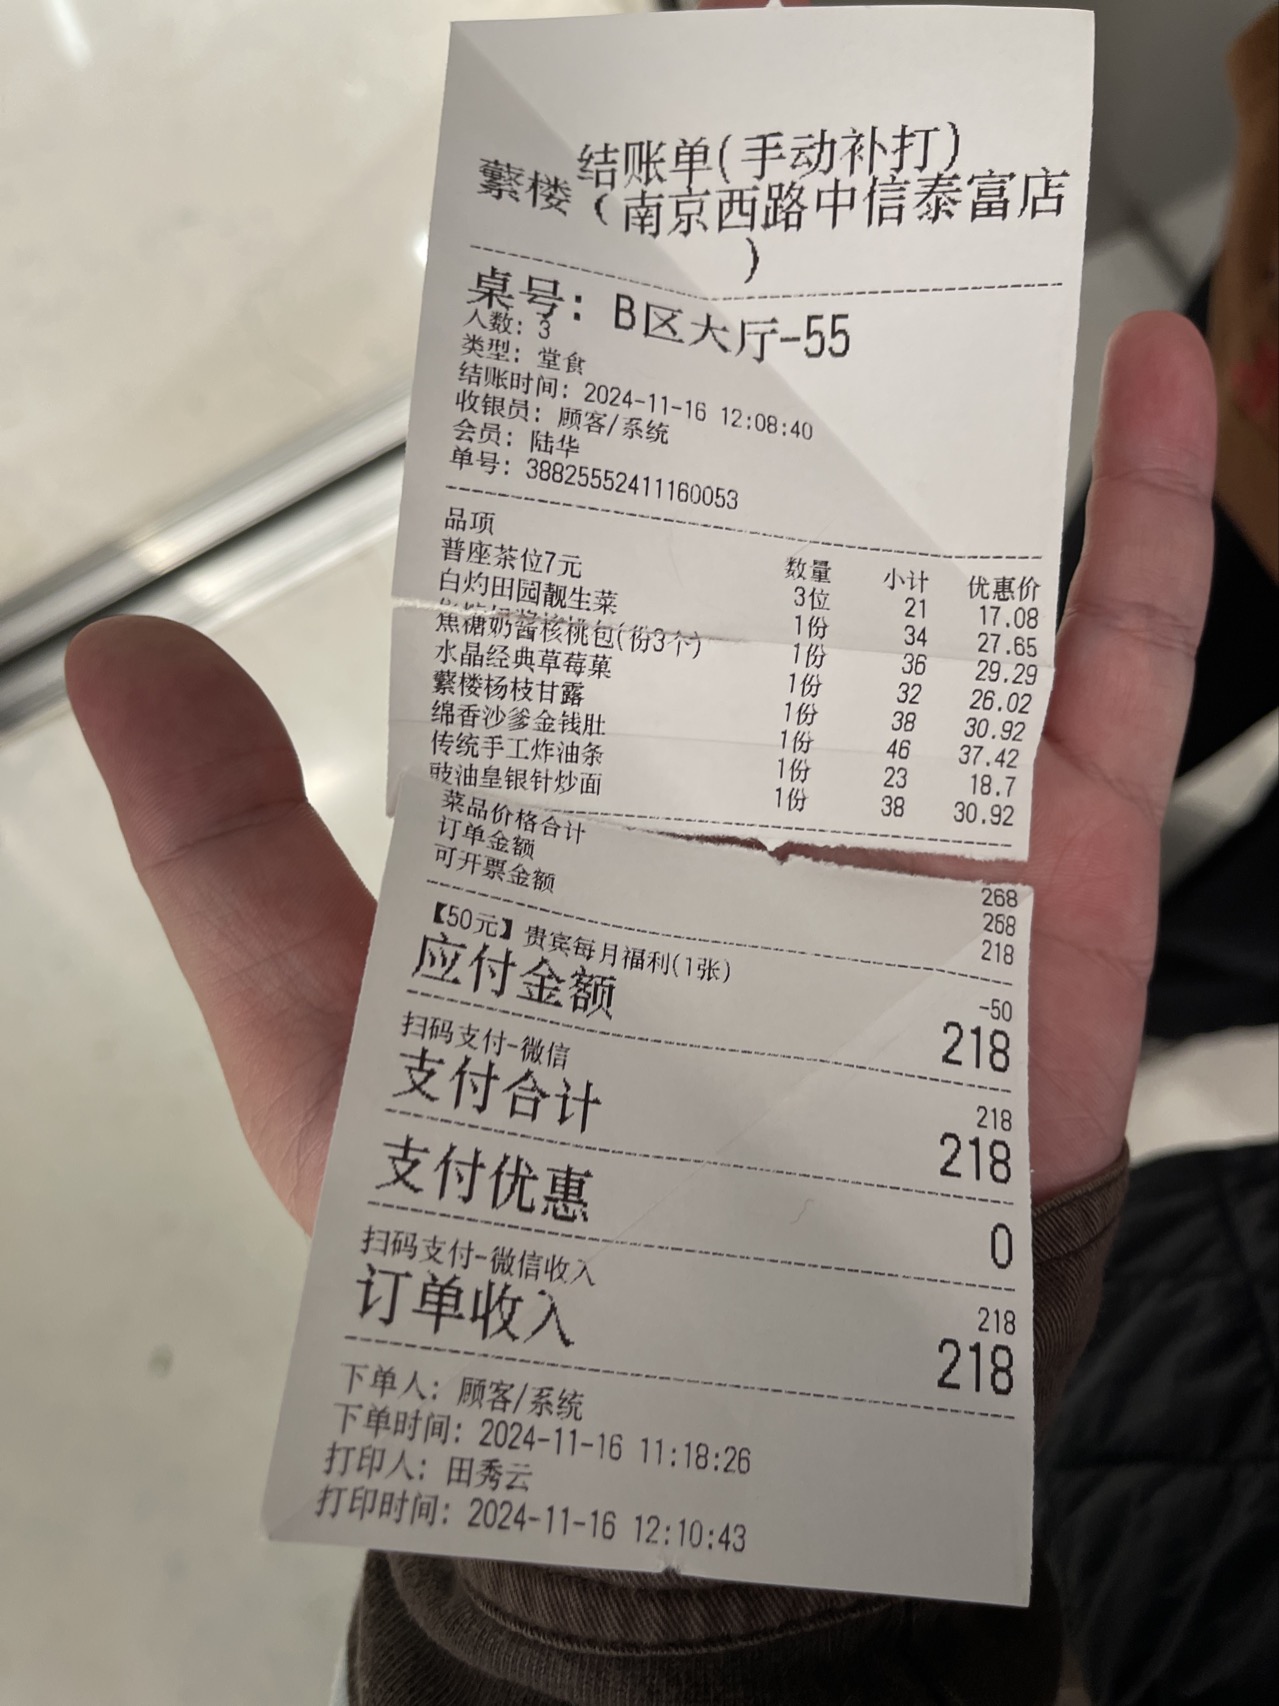 结账单(手动补打)
蘩楼（南京西路中信泰富店
）
桌号: B区大厅-55
人数: 3
类型: 堂食
结账时间: 2024-11-16 12:08:40
收银员: 顾客/系统
会员: 陆华
单号: 38825552411160053
品项 数量 小计 优惠价
普座茶位7元 3位 21 17.08
白灼田园靓生菜 1份 34 27.65
焦糖奶酱核桃包(份3个) 1份 36 29.29
水晶经典草莓菓 1份 32 26.02
蘩楼杨枝甘露 1份 38 30.92
绵香沙爹金钱肚 1份 46 37.42
传统手工炸油条 1份 23 18.7
豉油皇银针炒面 1份 38 30.92
菜品价格合计 268
订单金额 268
可开票金额 218
【50元】贵宾每月福利(1张) -50
应付金额 218
扫码支付-微信 218
支付合计 218
支付优惠 0
扫码支付-微信收入 218
订单收入 218
下单人: 顾客/系统
下单时间: 2024-11-16 11:18:26
打印人: 田秀云
打印时间: 2024-11-16 12:10:43